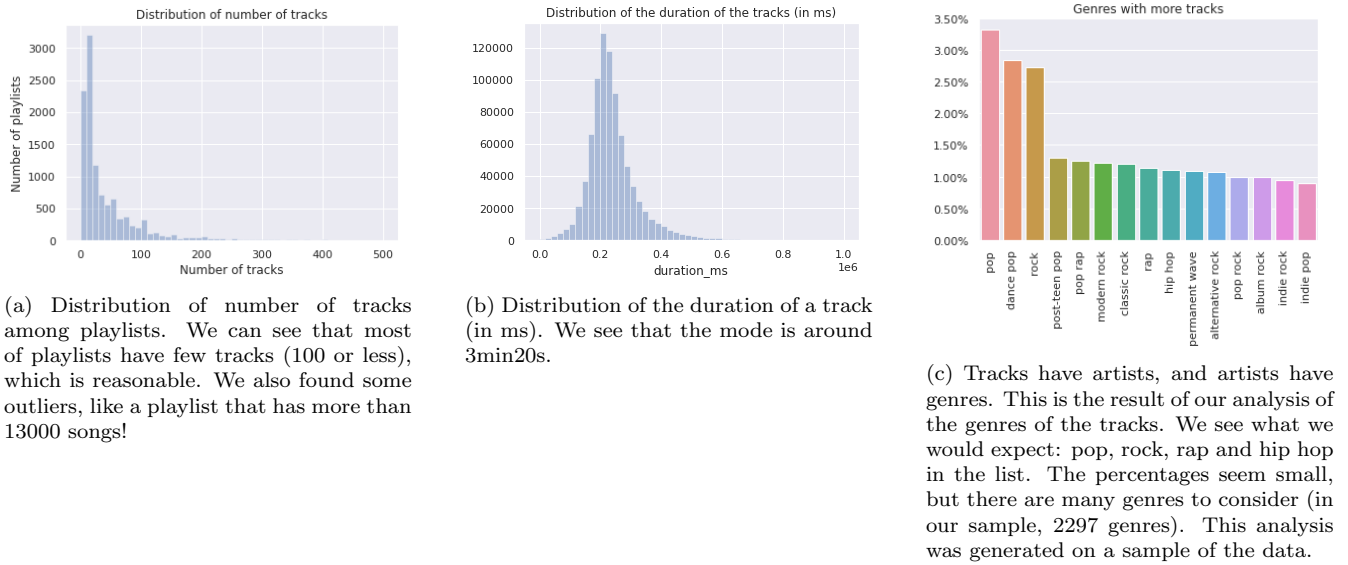 Distribution of number of tracks
3000
2500
2000
1500
1000
500
0
Number of playlists
0 100 200 300 400 500
Number of tracks
(a) Distribution of number of tracks
among playlists. We can see that most
of playlists have few tracks (100 or less),
which is reasonable. We also found some
outliers, like a playlist that has more than
13000 songs!
Distribution of the duration of the tracks (in ms)
120000
100000
80000
60000
40000
20000
0
0.0 0.2 0.4 0.6 0.8 1.0
1e6
duration_ms
(b) Distribution of the duration of a track
(in ms). We see that the mode is around
3min20s.
Genres with more tracks
3.50%
3.00%
2.50%
2.00%
1.50%
1.00%
0.50%
0.00%
pop
dance pop
rock
post-teen pop
pop rap
modern rock
classic rock
rap
hip hop
permanent wave
alternative rock
pop rock
album rock
indie rock
indie pop
(c) Tracks have artists, and artists have
genres. This is the result of our analysis of
the genres of the tracks. We see what we
would expect: pop, rock, rap and hip hop
in the list. The percentages seem small,
but there are many genres to consider (in
our sample, 2297 genres). This analysis
was generated on a sample of the data.